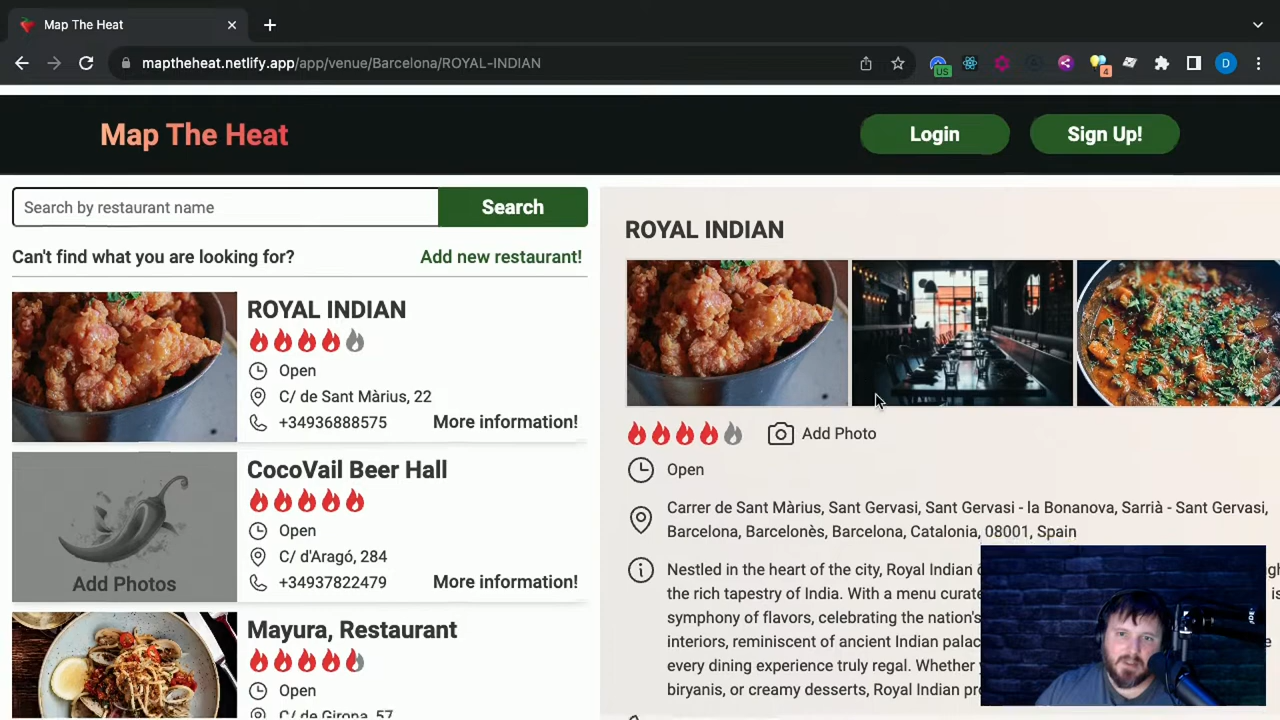 Map The Heat
maptheheat.netlify.app/app/venue/Barcelona/ROYAL-INDIAN
US
4
D
Map The Heat
Login
Sign Up!
Search by restaurant name
Search
Can't find what you are looking for?
Add new restaurant!
ROYAL INDIAN
Open
C/ de Sant Màrius, 22
+34936888575
More information!
CocoVail Beer Hall
Open
C/ d'Aragó, 284
+34937822479
More information!
Add Photos
Mayura, Restaurant
Open
C/ de Girona, 57
ROYAL INDIAN
Add Photo
Open
Carrer de Sant Màrius, Sant Gervasi, Sant Gervasi - la Bonanova, Sarrià - Sant Gervasi,
Barcelona, Barcelonès, Barcelona, Catalonia, 08001, Spain
Nestled in the heart of the city, Royal Indian
the rich tapestry of India. With a menu
symphony of flavors, celebrating the nation's
interiors, reminiscent of ancient Indian
every dining experience truly regal. Whether
biryanis, or creamy desserts, Royal Indian